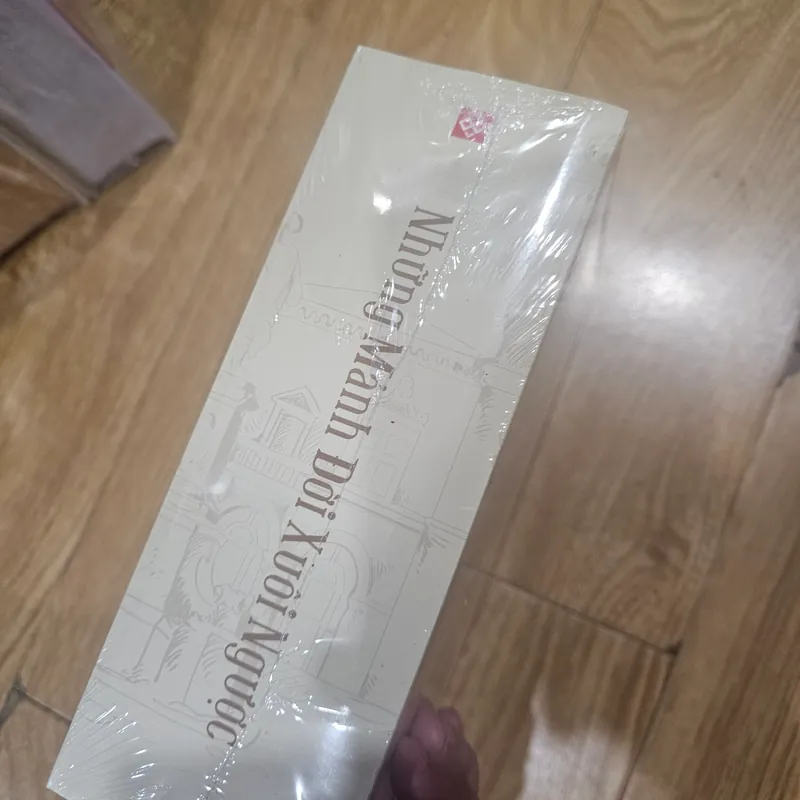 Những Mảnh Đời Xuôi Ngược